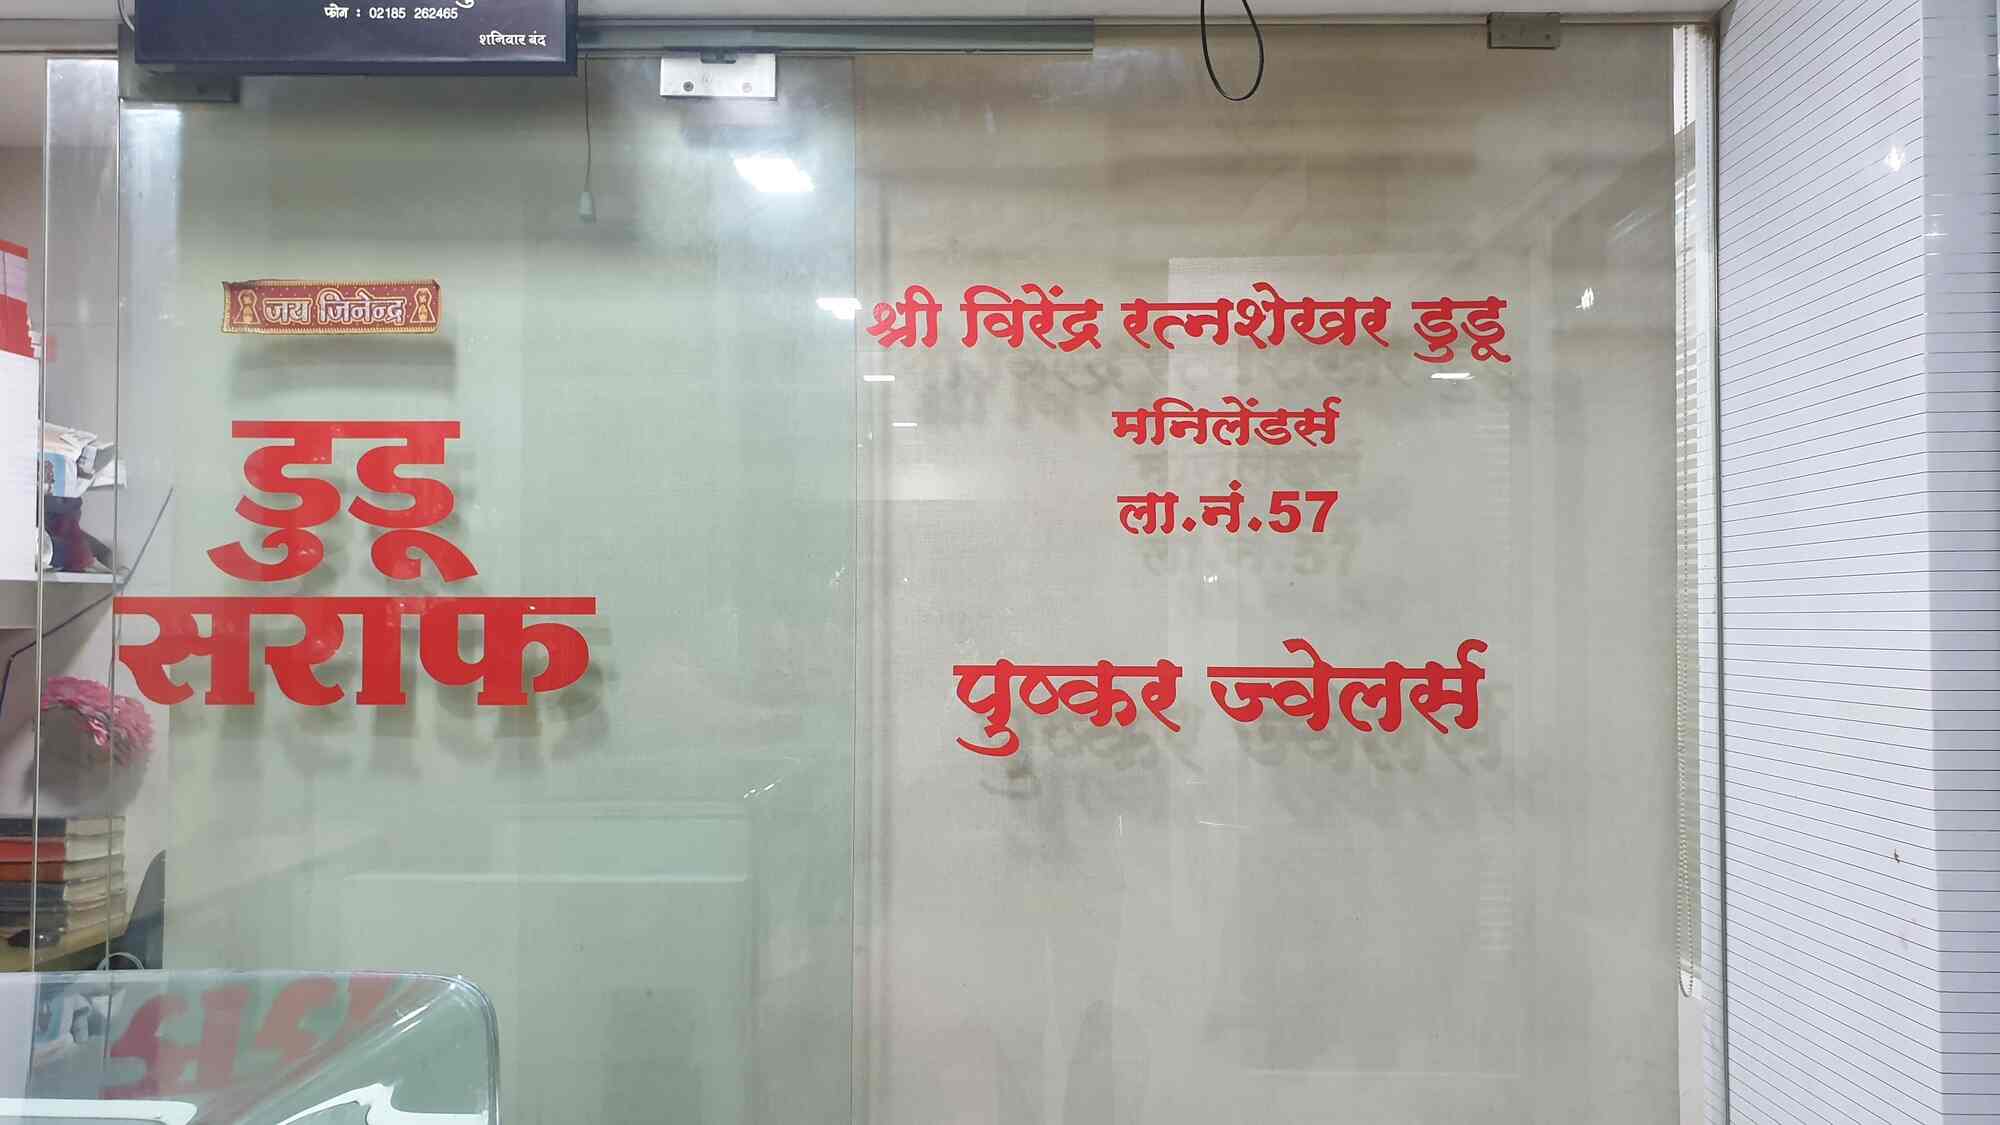 फोन : 02185 262465
शनिवार बंद
जय जिनेन्द्र
डुडू
सराफ
श्री विरेंद्र रत्नशेखर डुडू
मनिलेंडर्स
ला.नं.57
पुष्कर ज्वेलर्स